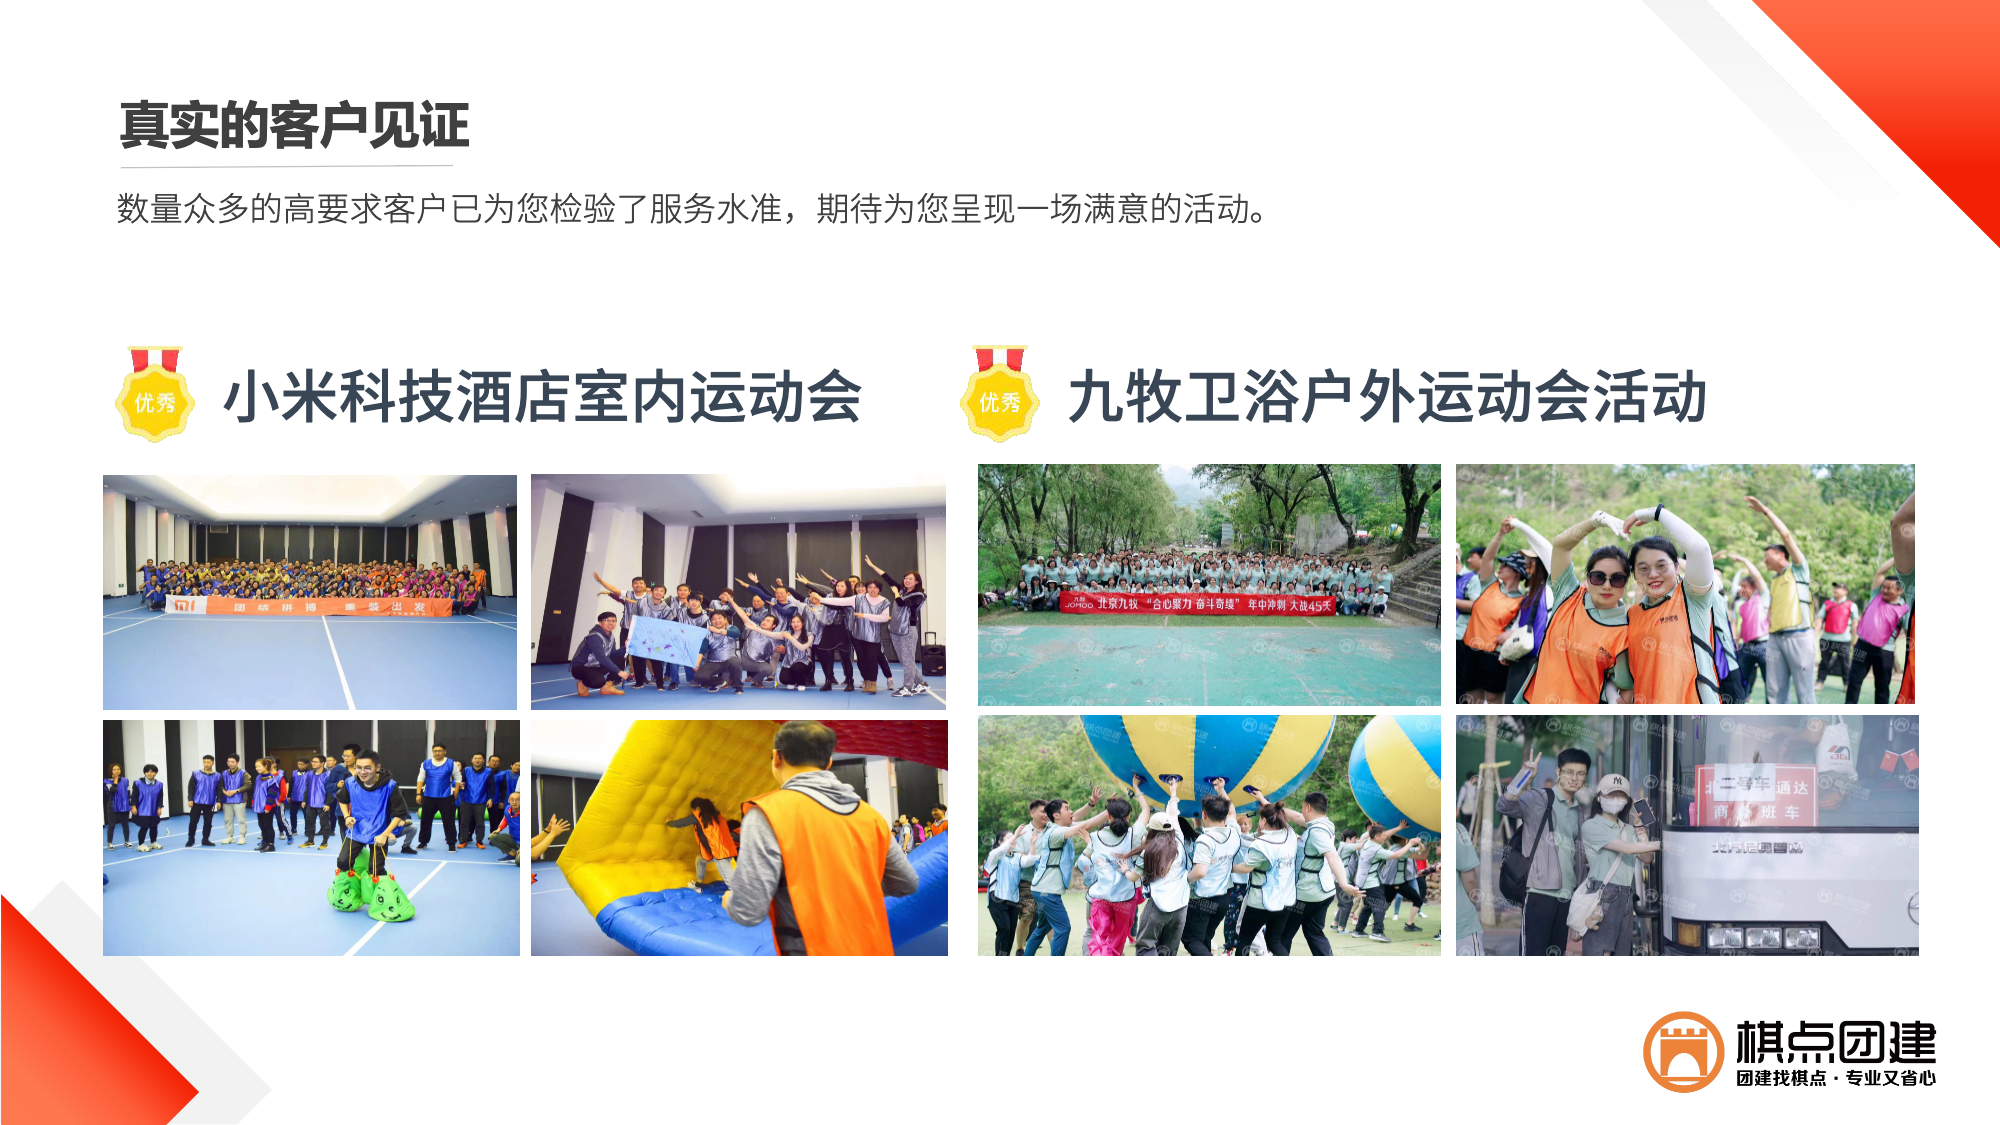 真实的客户见证
数量众多的高要求客户已为您检验了服务水准，期待为您呈现一场满意的活动。
优秀
小米科技酒店室内运动会
优秀
九牧卫浴户外运动会活动
团结拼搏 重装出发
九牧 JOMOO 北京九牧 “合心聚力 奋斗奇缘” 年中冲刺 大战45天
二号车
通达
班车
棋点团建
团建找棋点·专业又省心